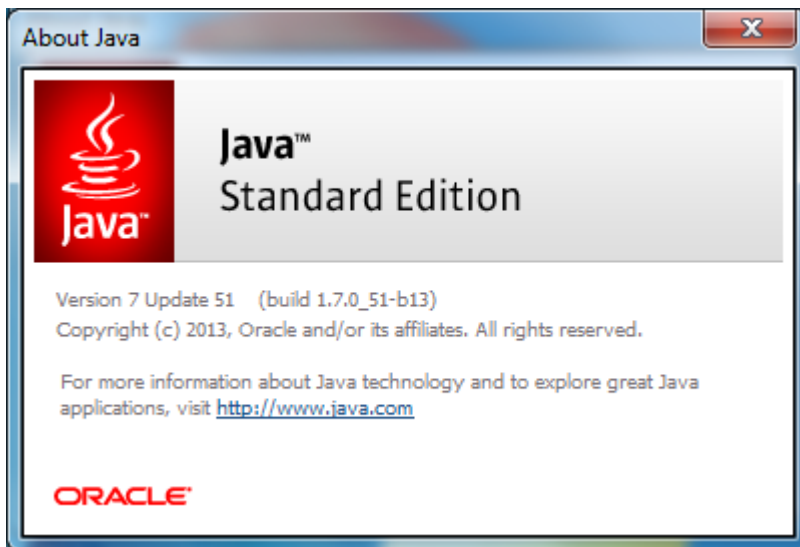 About Java
Java™
Java™
Standard Edition
Version 7 Update 51 (build 1.7.0_51-b13)
Copyright (c) 2013, Oracle and/or its affiliates. All rights reserved.
For more information about Java technology and to explore great Java
applications, visit http://www.java.com
ORACLE®